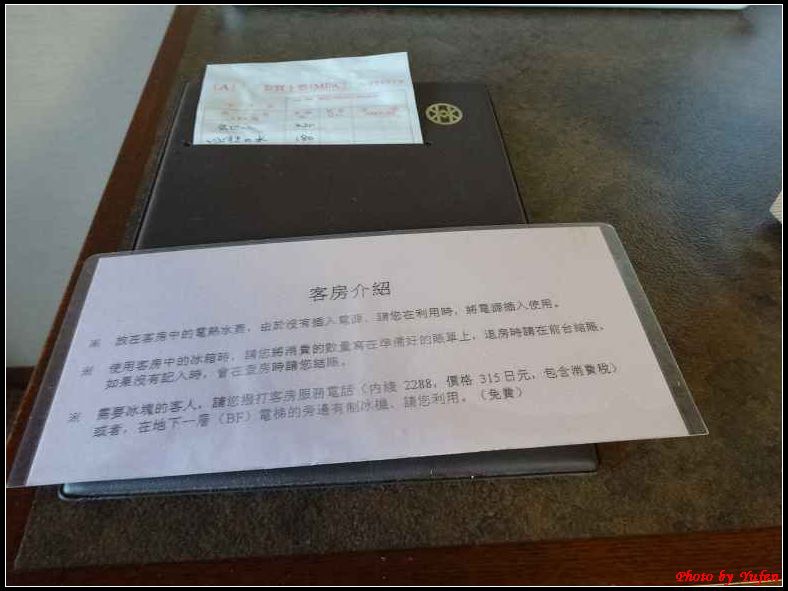 (A)
220
180
客房介紹
※ 放在客房中的電熱水壺，由於沒有插入電源、請您在利用時，將電源插入使用。
※ 使用客房中的冰箱時，請您將消費的數量寫在準備好的賬單上，退房時請在前台結賬。
如果沒有記入時，會在查房時請您結賬。
※ 需要冰塊的客人，請您撥打客房服務電話（內綫 2288，價格 315日元，包含消費税）
或者，在地下一層（BF）電梯的旁邊有制冰機、請您利用。（免費）
Photo by Yufen